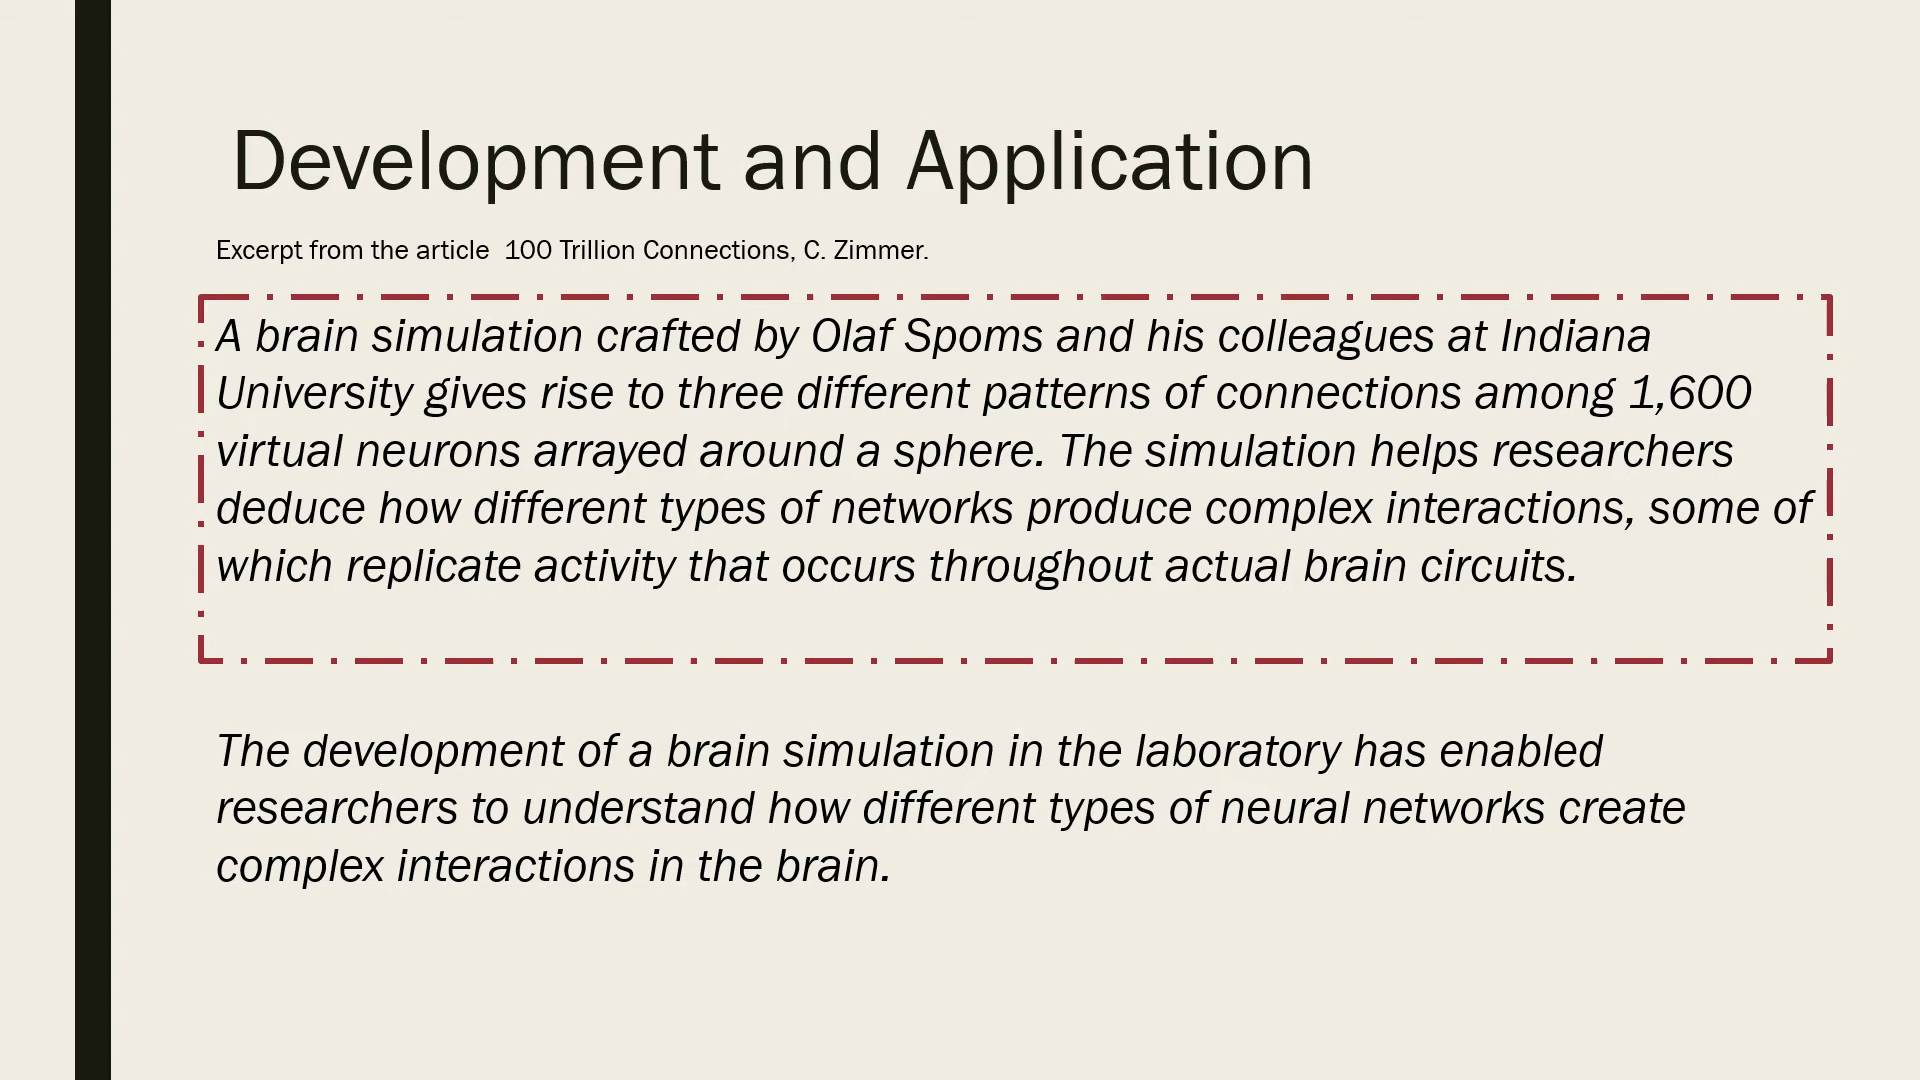 Development and Application
Excerpt from the article  100 Trillion Connections, C. Zimmer.
A brain simulation crafted by Olaf Spoms and his colleagues at Indiana
University gives rise to three different patterns of connections among 1,600
virtual neurons arrayed around a sphere. The simulation helps researchers
deduce how different types of networks produce complex interactions, some of
which replicate activity that occurs throughout actual brain circuits.
The development of a brain simulation in the laboratory has enabled
researchers to understand how different types of neural networks create
complex interactions in the brain.